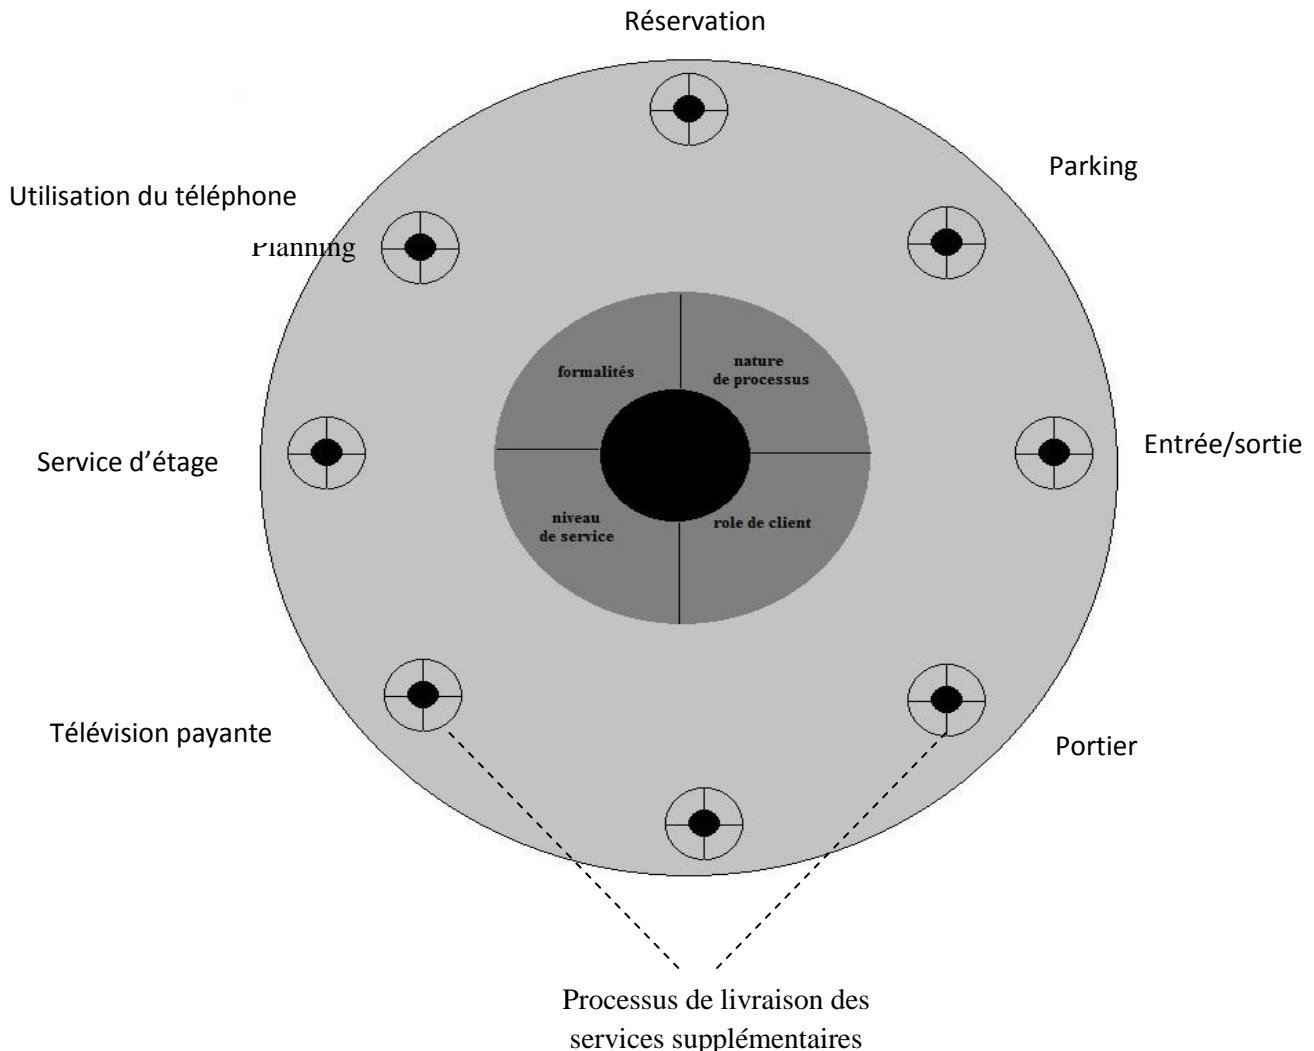 Réservation
Parking
Utilisation du téléphone
Planning
formalités
nature
de processus
Service d’étage
Entrée/sortie
niveau
de service
role de client
Télévision payante
Portier
Processus de livraison des
services supplémentaires